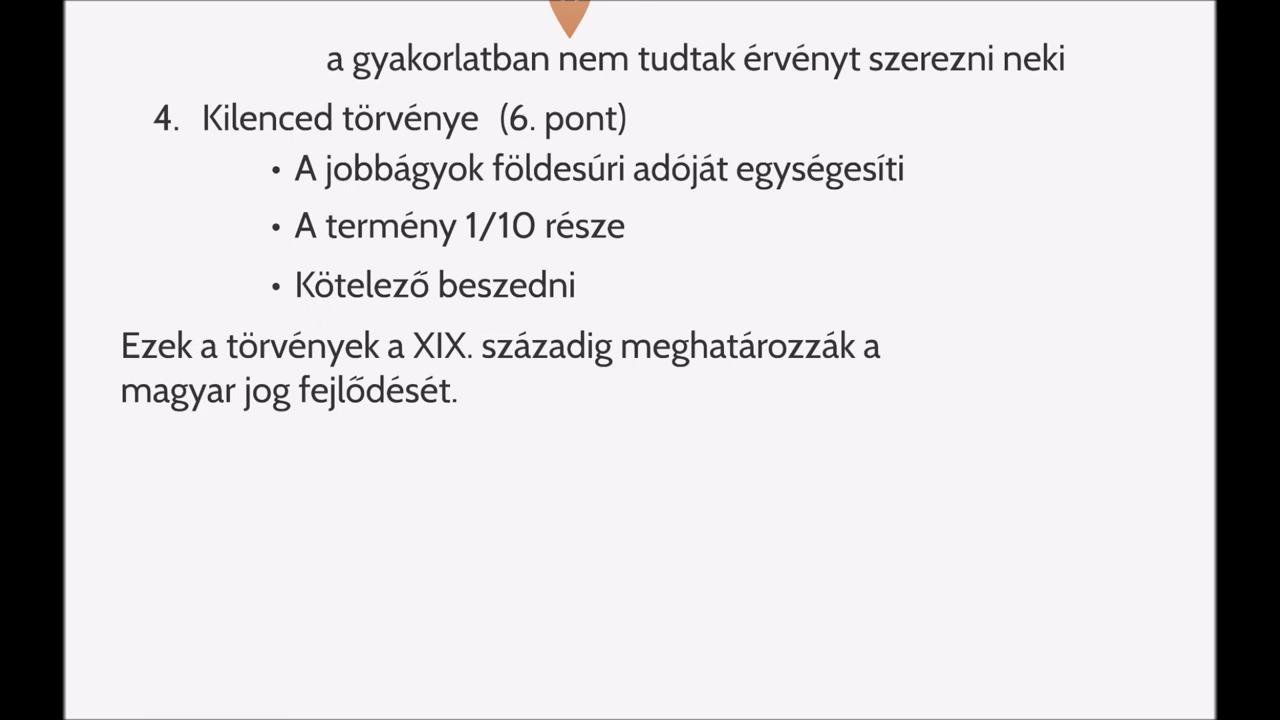 a gyakorlatban nem tudtak érvényt szerezni neki
4. Kilenced törvénye (6. pont)
• A jobbágyok földesúri adóját egységesíti
• A termény 1/10 része
• Kötelező beszedni
Ezek a törvények a XIX. századig meghatározzák a
magyar jog fejlődését.